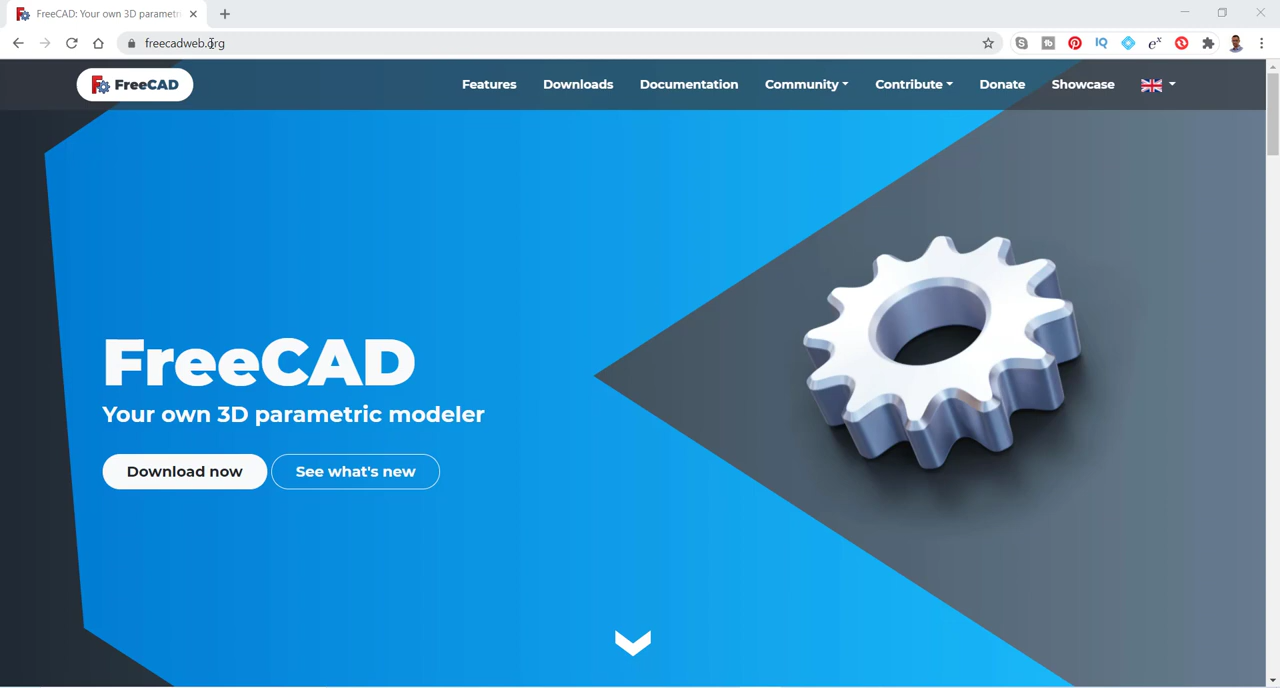 FreeCAD: Your own 3D parametri
freecadweb.org
FreeCAD
Features Downloads Documentation Community Contribute Donate Showcase
FreeCAD
Your own 3D parametric modeler
Download now See what's new